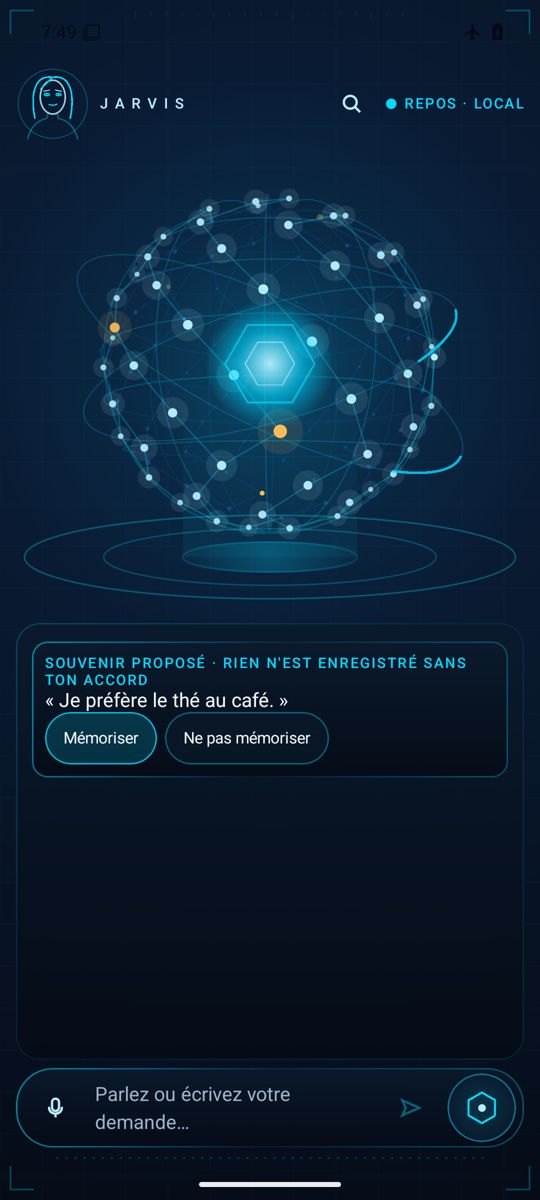 7:49
JARVIS
REPOS · LOCAL
SOUVENIR PROPOSÉ · RIEN N'EST ENREGISTRÉ SANS
TON ACCORD
« Je préfère le thé au café. »
Mémoriser
Ne pas mémoriser
Parlez ou écrivez votre
demande…